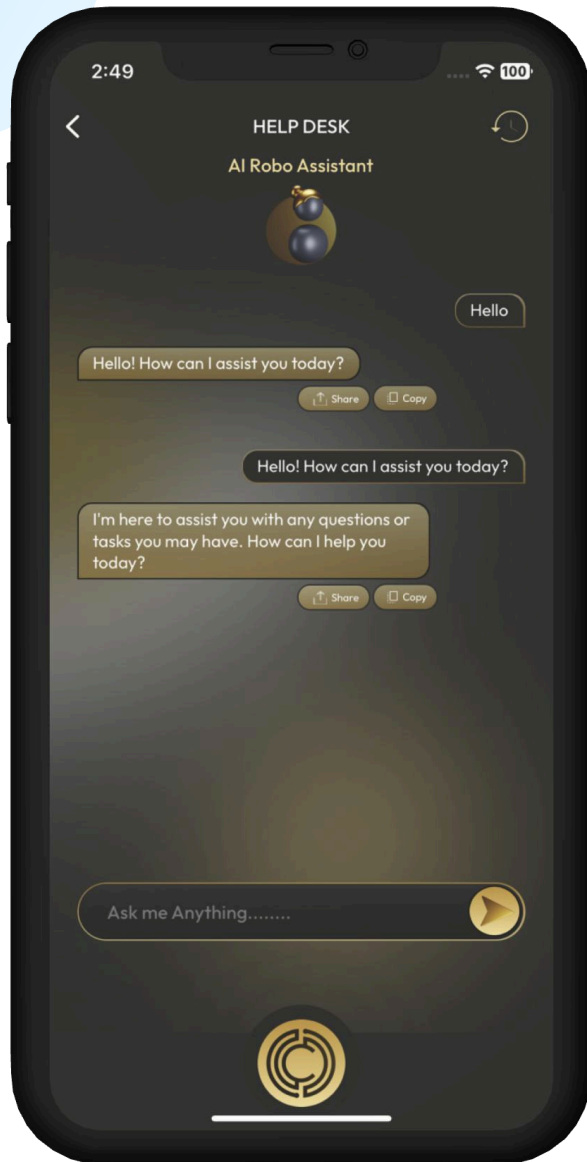 2:49
100
HELP DESK
AI Robo Assistant
Hello
Hello! How can I assist you today?
Share Copy
Hello! How can I assist you today?
I'm here to assist you with any questions or
tasks you may have. How can I help you
today?
Share Copy
Ask me Anything........